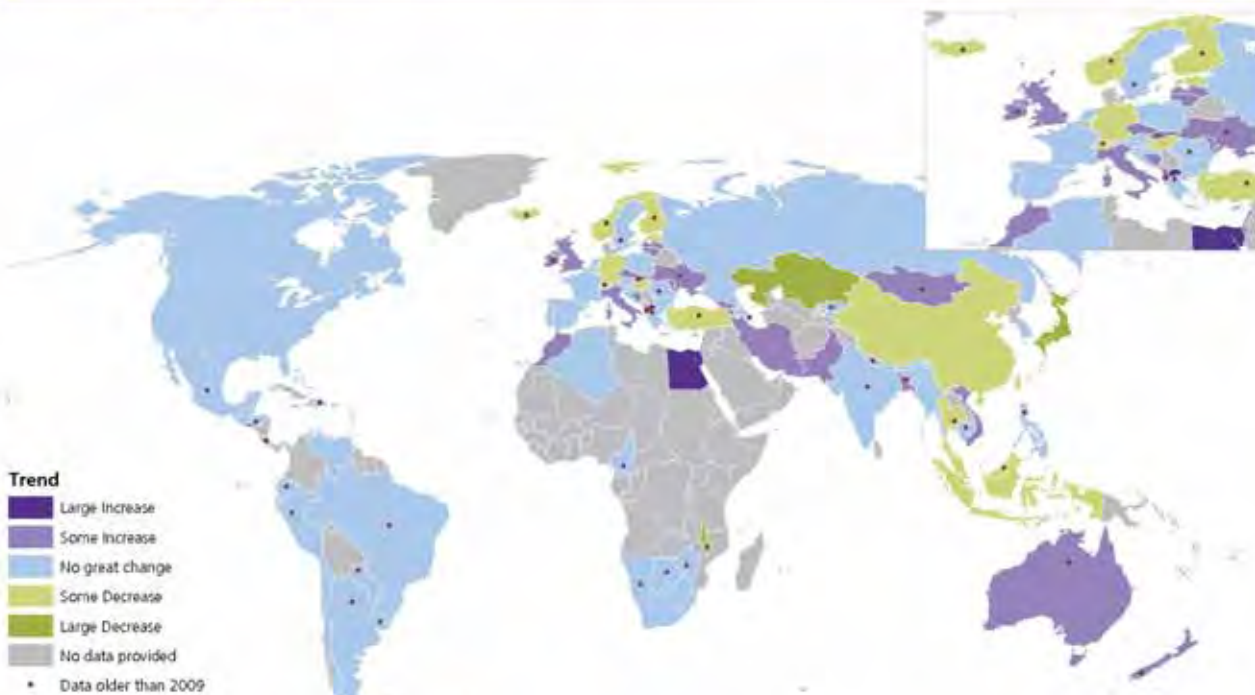 Trend
Large Increase
Some Increase
No great change
Some Decrease
Large Decrease
No data provided
Data older than 2009